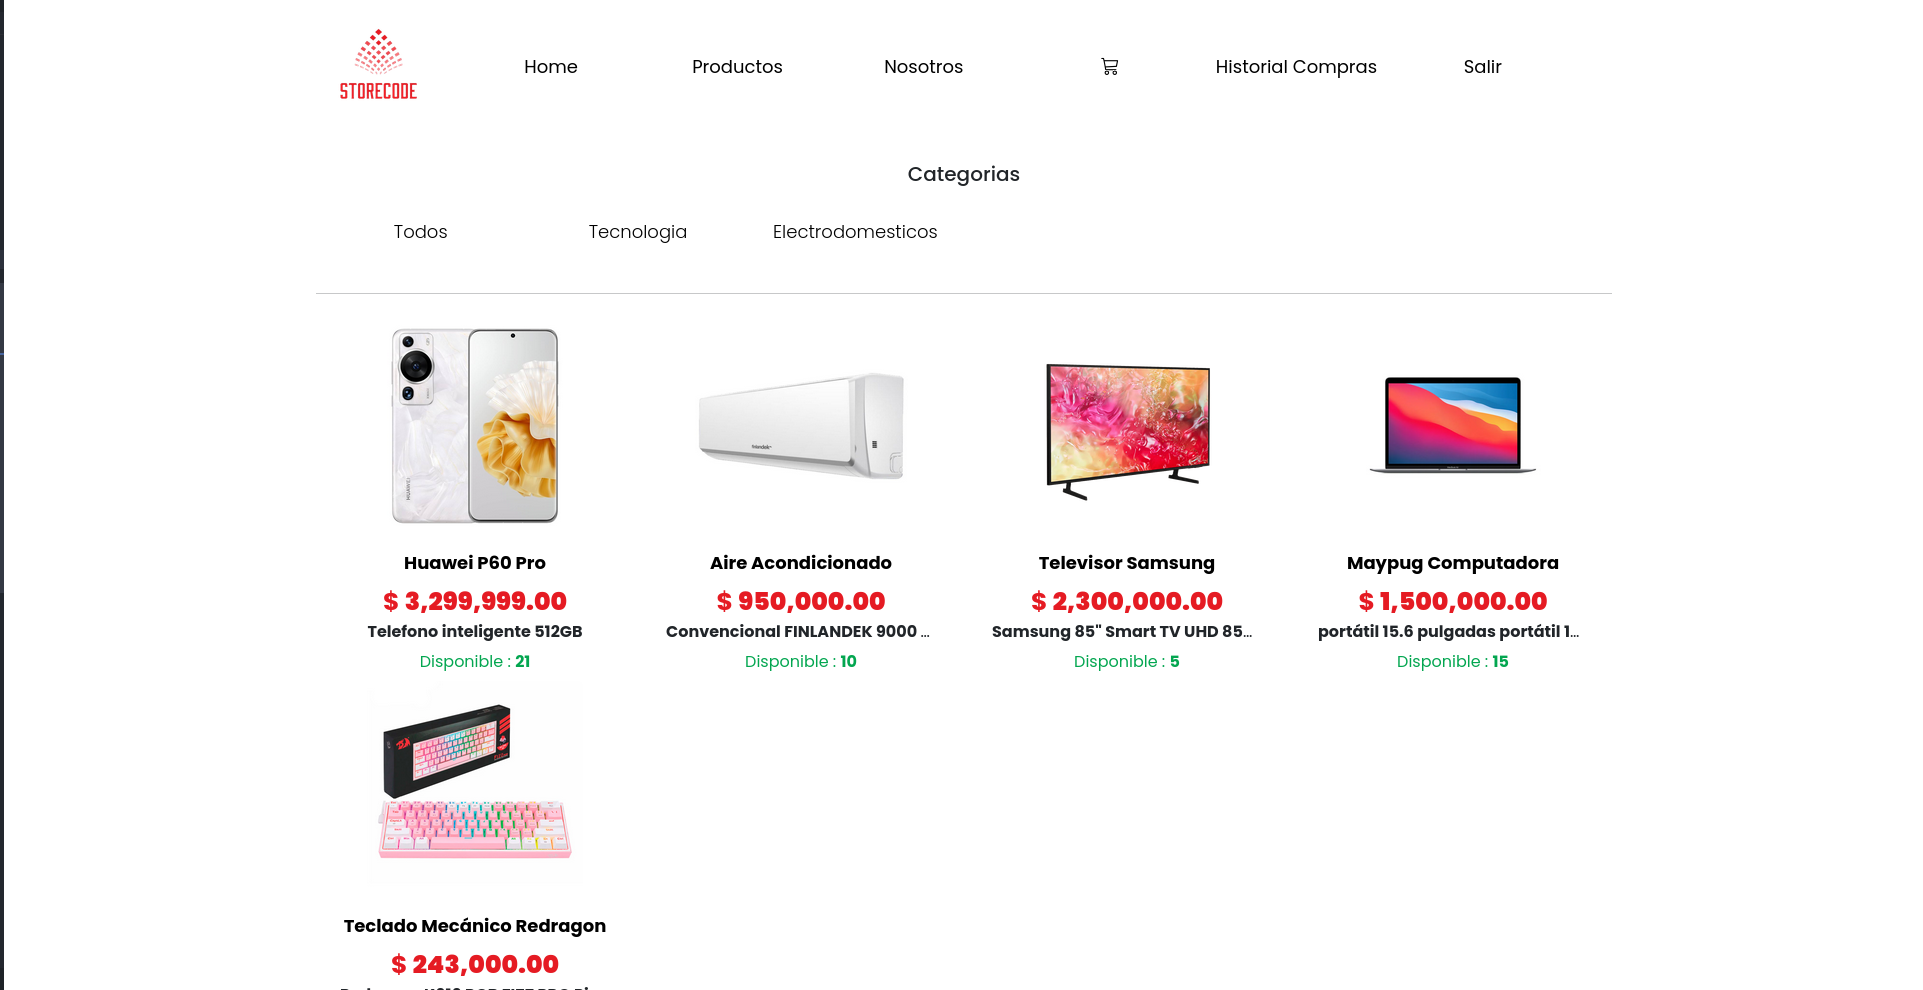 STORECODE
Home Productos Nosotros Historial Compras Salir
Categorias
Todos Tecnologia Electrodomesticos
HUAWEI
finlandek
Huawei P60 Pro
$ 3,299,999.00
Telefono inteligente 512GB
Disponible : 21
Aire Acondicionado
$ 950,000.00
Convencional FINLANDEK 9000 ...
Disponible : 10
Televisor Samsung
$ 2,300,000.00
Samsung 85" Smart TV UHD 85...
Disponible : 5
Maypug Computadora
$ 1,500,000.00
portátil 15.6 pulgadas portátil 1...
Disponible : 15
Teclado Mecánico Redragon
$ 243,000.00